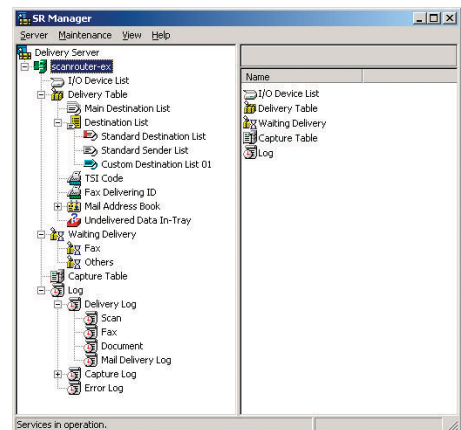 SR Manager
Server Maintenance View Help
Delivery Server
scanrouter-ex
I/O Device List
Delivery Table
Main Destination List
Destination List
Standard Destination List
Standard Sender List
Custom Destination List 01
TSI Code
Fax Delivering ID
Mail Address Book
Undelivered Data In-Tray
Waiting Delivery
Fax
Others
Capture Table
Log
Delivery Log
Scan
Fax
Document
Mail Delivery Log
Capture Log
Error Log
Name
I/O Device List
Delivery Table
Waiting Delivery
Capture Table
Log
Services in operation.